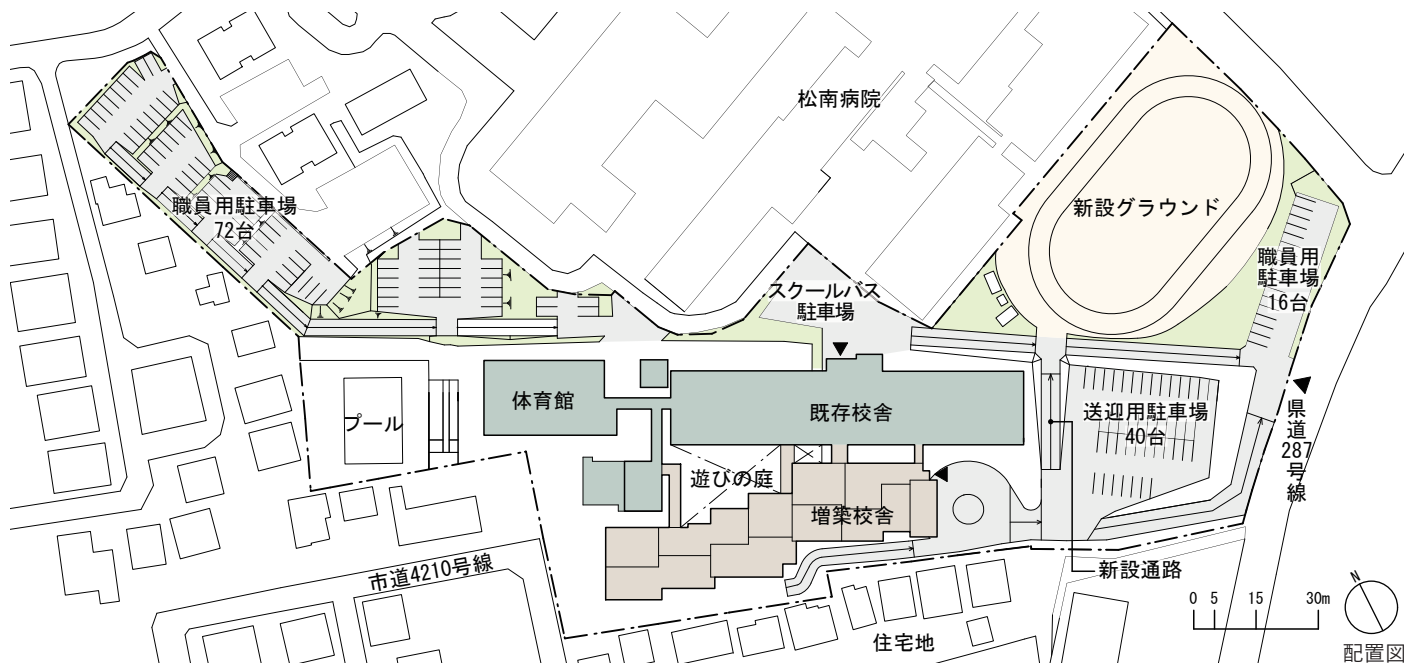 松南病院
職員用駐車場
72台
新設グラウンド
職員用
駐車場
16台
スクールバス
駐車場
体育館
既存校舎
送迎用駐車場
40台
プール
県道287号線
遊びの庭
増築校舎
市道4210号線
新設通路
住宅地
0 5 15 30m
N
配置図